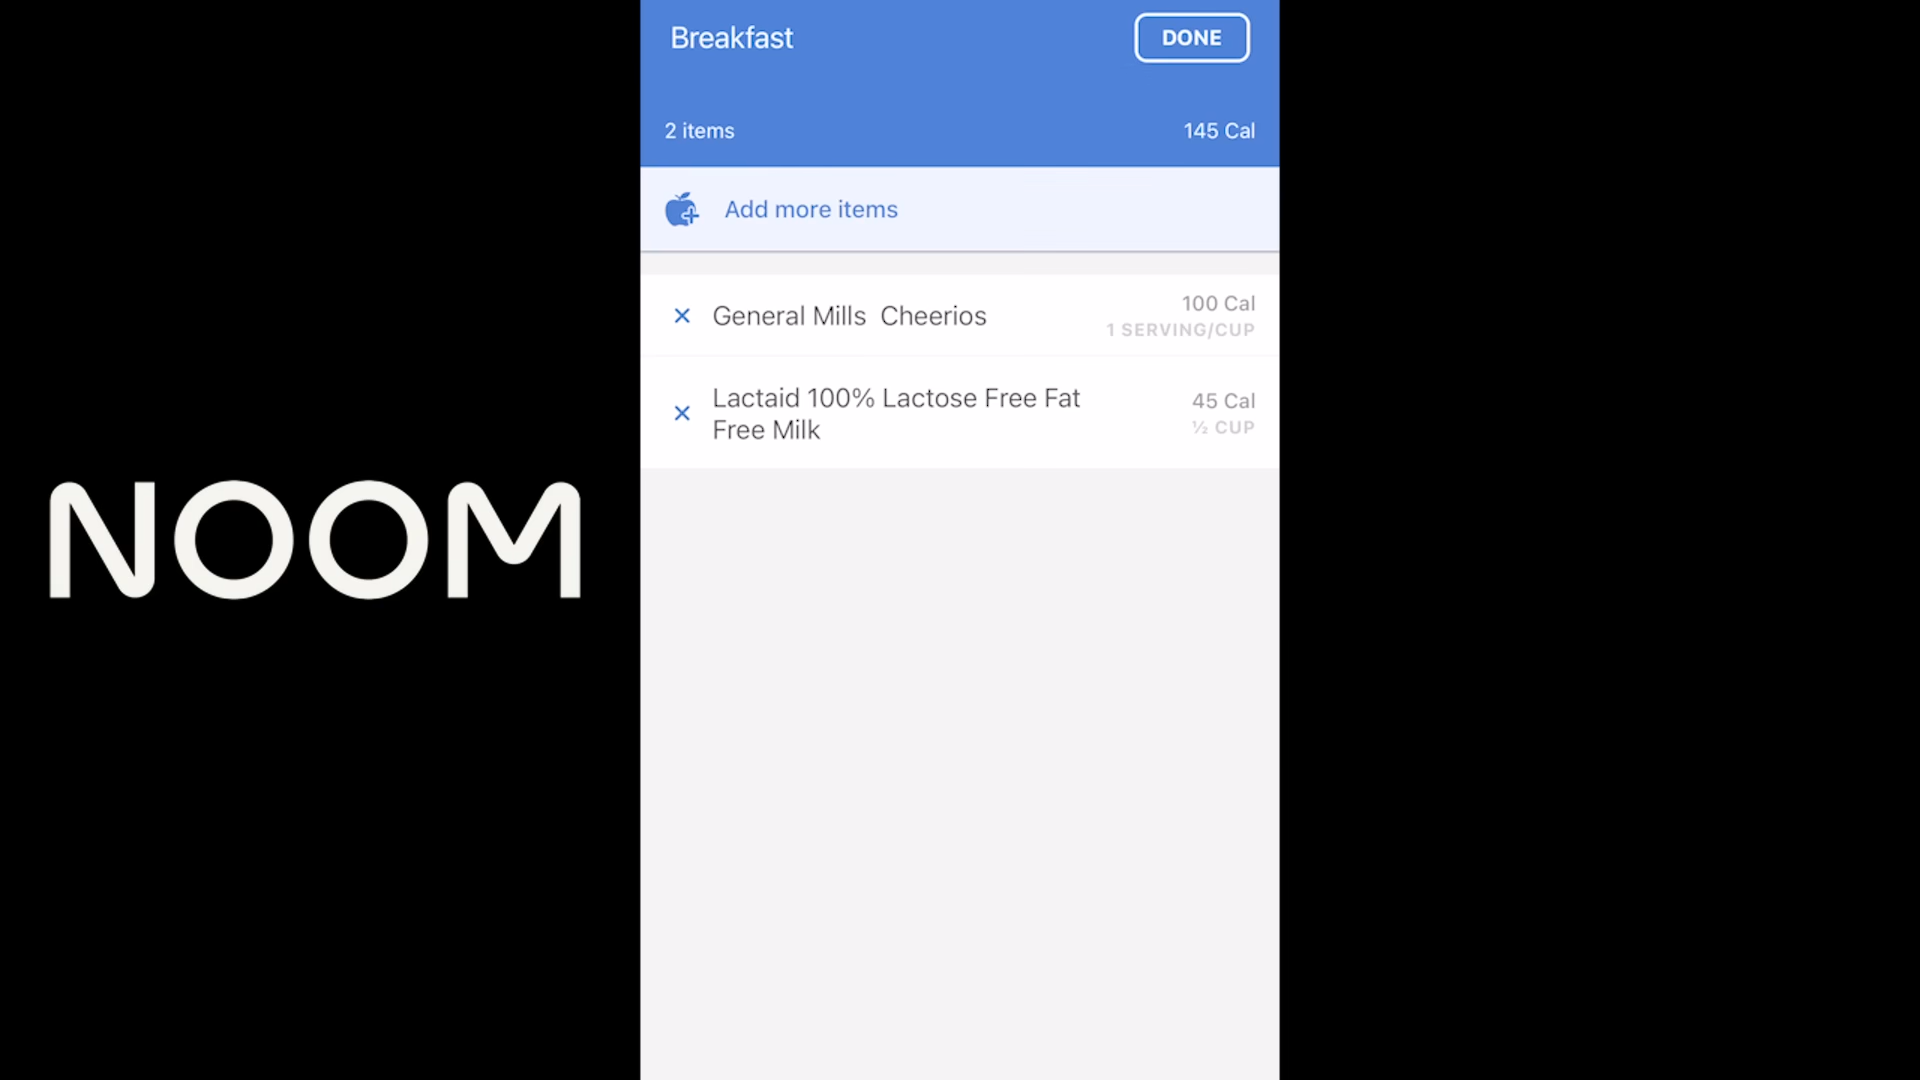 NOOM
Breakfast
DONE
2 items
145 Cal
Add more items
General Mills  Cheerios
100 Cal
1 SERVING/CUP
Lactaid 100% Lactose Free Fat
Free Milk
45 Cal
½ CUP